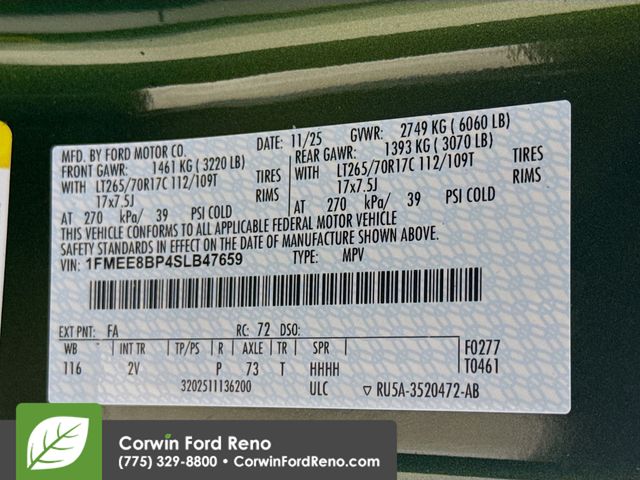 MFD. BY FORD MOTOR CO. DATE: 11/25 GVWR: 2749 KG ( 6060 LB)
FRONT GAWR: 1461 KG ( 3220 LB) REAR GAWR: 1393 KG ( 3070 LB)
WITH LT265/70R17C 112/109T TIRES WITH LT265/70R17C 112/109T TIRES
17x7.5J RIMS 17x7.5J RIMS
AT 270 kPa/ 39 PSI COLD AT 270 kPa/ 39 PSI COLD
THIS VEHICLE CONFORMS TO ALL APPLICABLE FEDERAL MOTOR VEHICLE
SAFETY STANDARDS IN EFFECT ON THE DATE OF MANUFACTURE SHOWN ABOVE.
VIN: 1FMEE8BP4SLB47659 TYPE: MPV
EXT PNT: FA RC: 72 DSO:
WB INT TR TP/PS R AXLE TR SPR F0277
116 2V P 73 T HHHH T0461
3202511136200 ULC RU5A-3520472-AB
Corwin Ford Reno
(775) 329-8800 • CorwinFordReno.com